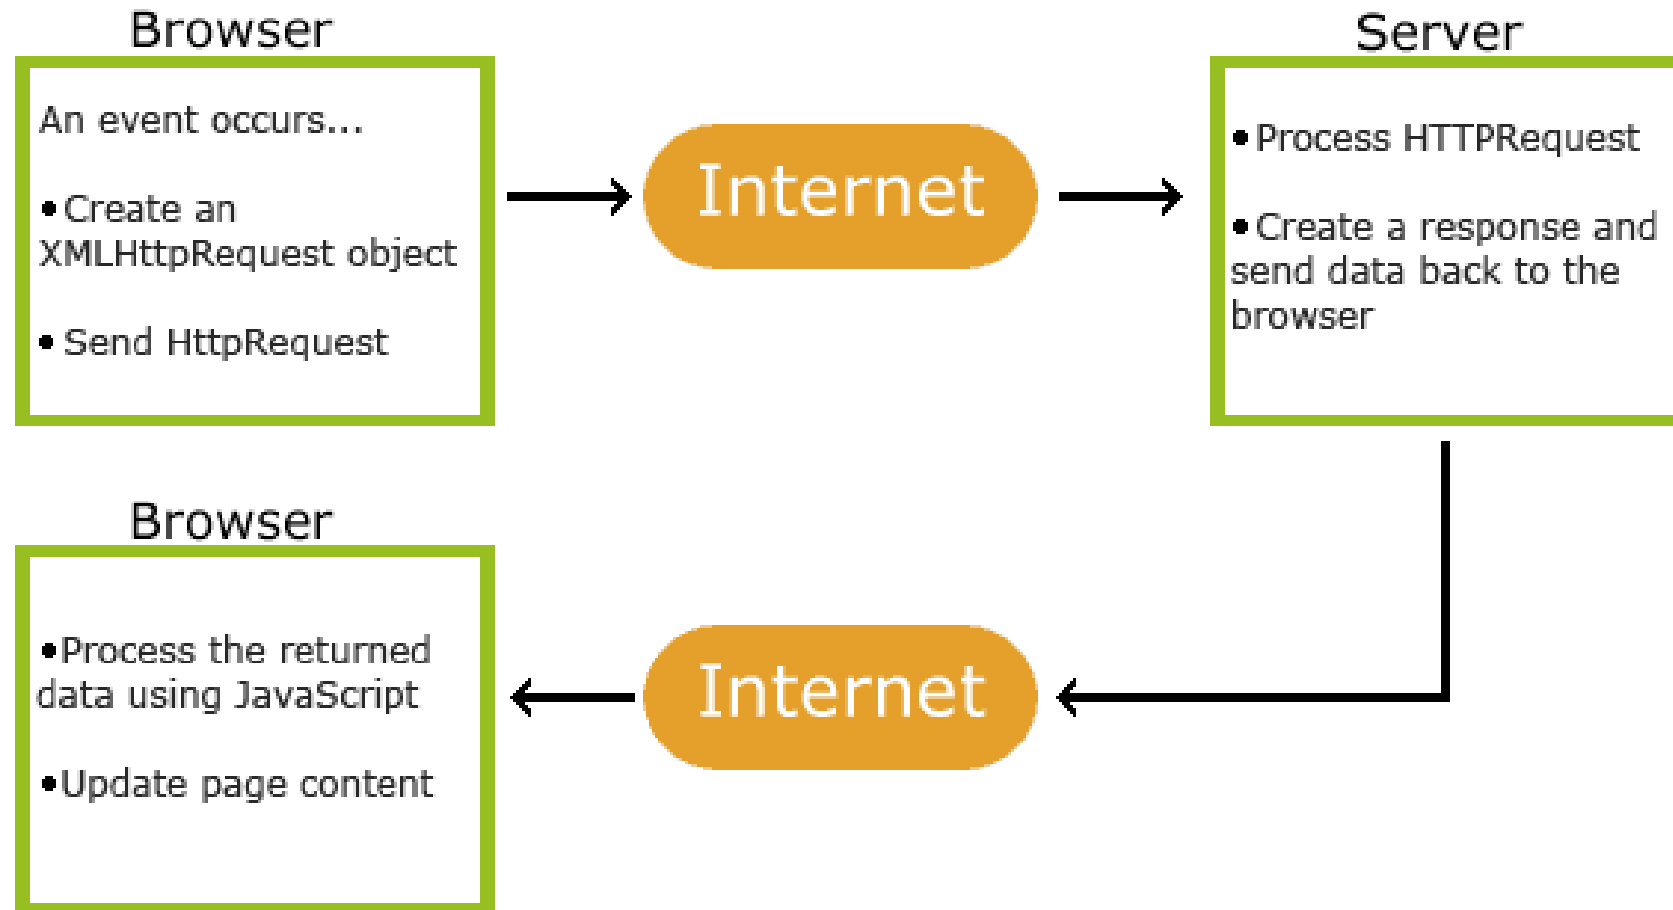 Browser
An event occurs...
•Create an
XMLHttpRequest object
• Send HttpRequest
Internet
Server
• Process HTTPRequest
• Create a response and
send data back to the
browser
Browser
•Process the returned
data using JavaScript
•Update page content
Internet